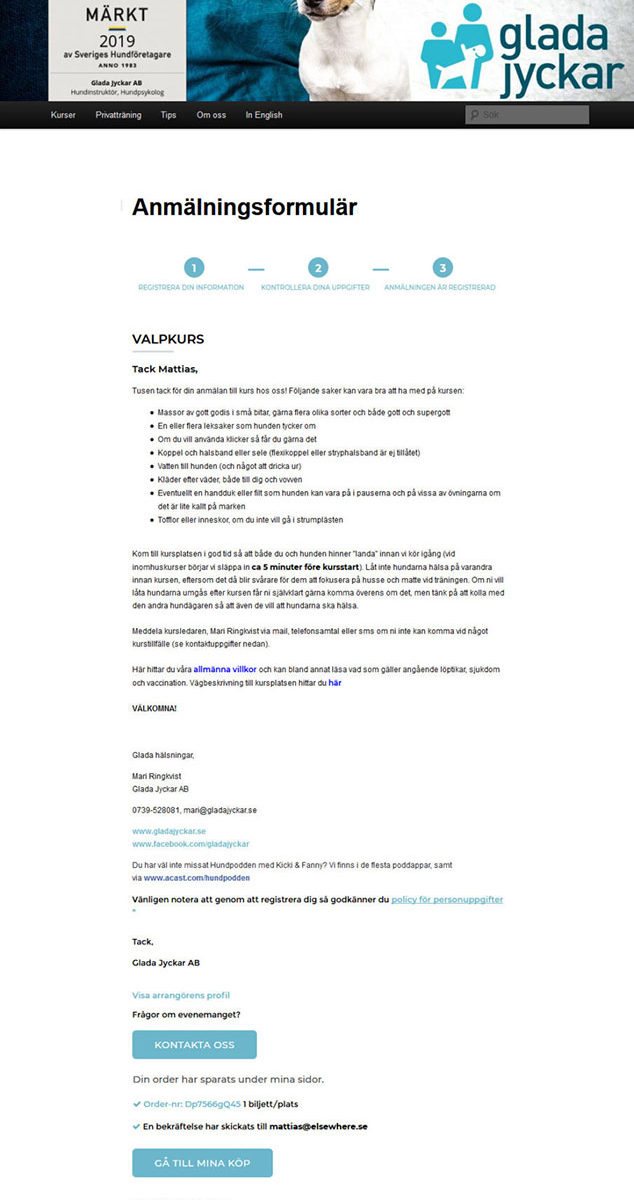 MÄRKT
2019
av Sveriges Hundföretagare
ANNO 1983
Glada Jyckar AB
Hundinstruktör, Hundpsykolog
glada
jyckar
Kurser Privatträning Tips Om oss In English Sök
Anmälningsformulär
1 2 3
REGISTRERA DIN INFORMATION KONTROLLERA DINA UPPGIFTER ANMÄLNINGEN ÄR REGISTRERAD
VALPKURS
Tack Mattias,
Tusen tack för din anmälan till kurs hos oss! Följande saker kan vara bra att ha med på kursen:
Massor av gott godis i små bitar, gärna flera olika sorter och både gott och supergott
En eller flera leksaker som hunden tycker om
Om du vill använda klicker så får du gärna det
Koppel och halsband eller sele (flexikoppel eller stryphalsband är ej tillåtet)
Vatten till hunden (och något att dricka ur)
Kläder efter väder, både till dig och vovven
Eventuellt en handduk eller filt som hunden kan vara på i pauserna och på vissa av övningarna om
det är lite kallt på marken
Tofflor eller inneskor, om du inte vill gå i strumplästen
Kom till kursplatsen i god tid så att både du och hunden hinner "landa" innan vi kör igång (vid
inomhuskurser börjar vi släppa in ca 5 minuter före kursstart). Låt inte hundarna hälsa på varandra
innan kursen, eftersom det då blir svårare för dem att fokusera på husse och matte vid träningen. Om ni vill
låta hundarna umgås efter kursen får ni självklart gärna komma överens om det, men tänk på att kolla med
den andra hundägaren så att även de vill att hundarna ska hälsa.
Meddela kursledaren, Mari Ringkvist via mail, telefonsamtal eller sms om ni inte kan komma vid något
kurstillfälle (se kontaktuppgifter nedan).
Här hittar du våra allmänna villkor och kan bland annat läsa vad som gäller angående löptikar, sjukdom
och vaccination. Vägbeskrivning till kursplatsen hittar du här
VÄLKOMNA!
Glada hälsningar,
Mari Ringkvist
Glada Jyckar AB
0739-528081, mari@gladajyckar.se
www.gladajyckar.se
www.facebook.com/gladajyckar
Du har väl inte missat Hundpodden med Kicki & Fanny? Vi finns i de flesta poddappar, samt
via www.acast.com/hundpodden
Vänligen notera att genom att registrera dig så godkänner du policy för personuppgifter
*
Tack,
Glada Jyckar AB
Visa arrangörens profil
Frågor om evenemanget?
KONTAKTA OSS
Din order har sparats under mina sidor.
Order-nr: Dp7566gQ45 1 biljett/plats
En bekräftelse har skickats till mattias@elsewhere.se
GÅ TILL MINA KÖP